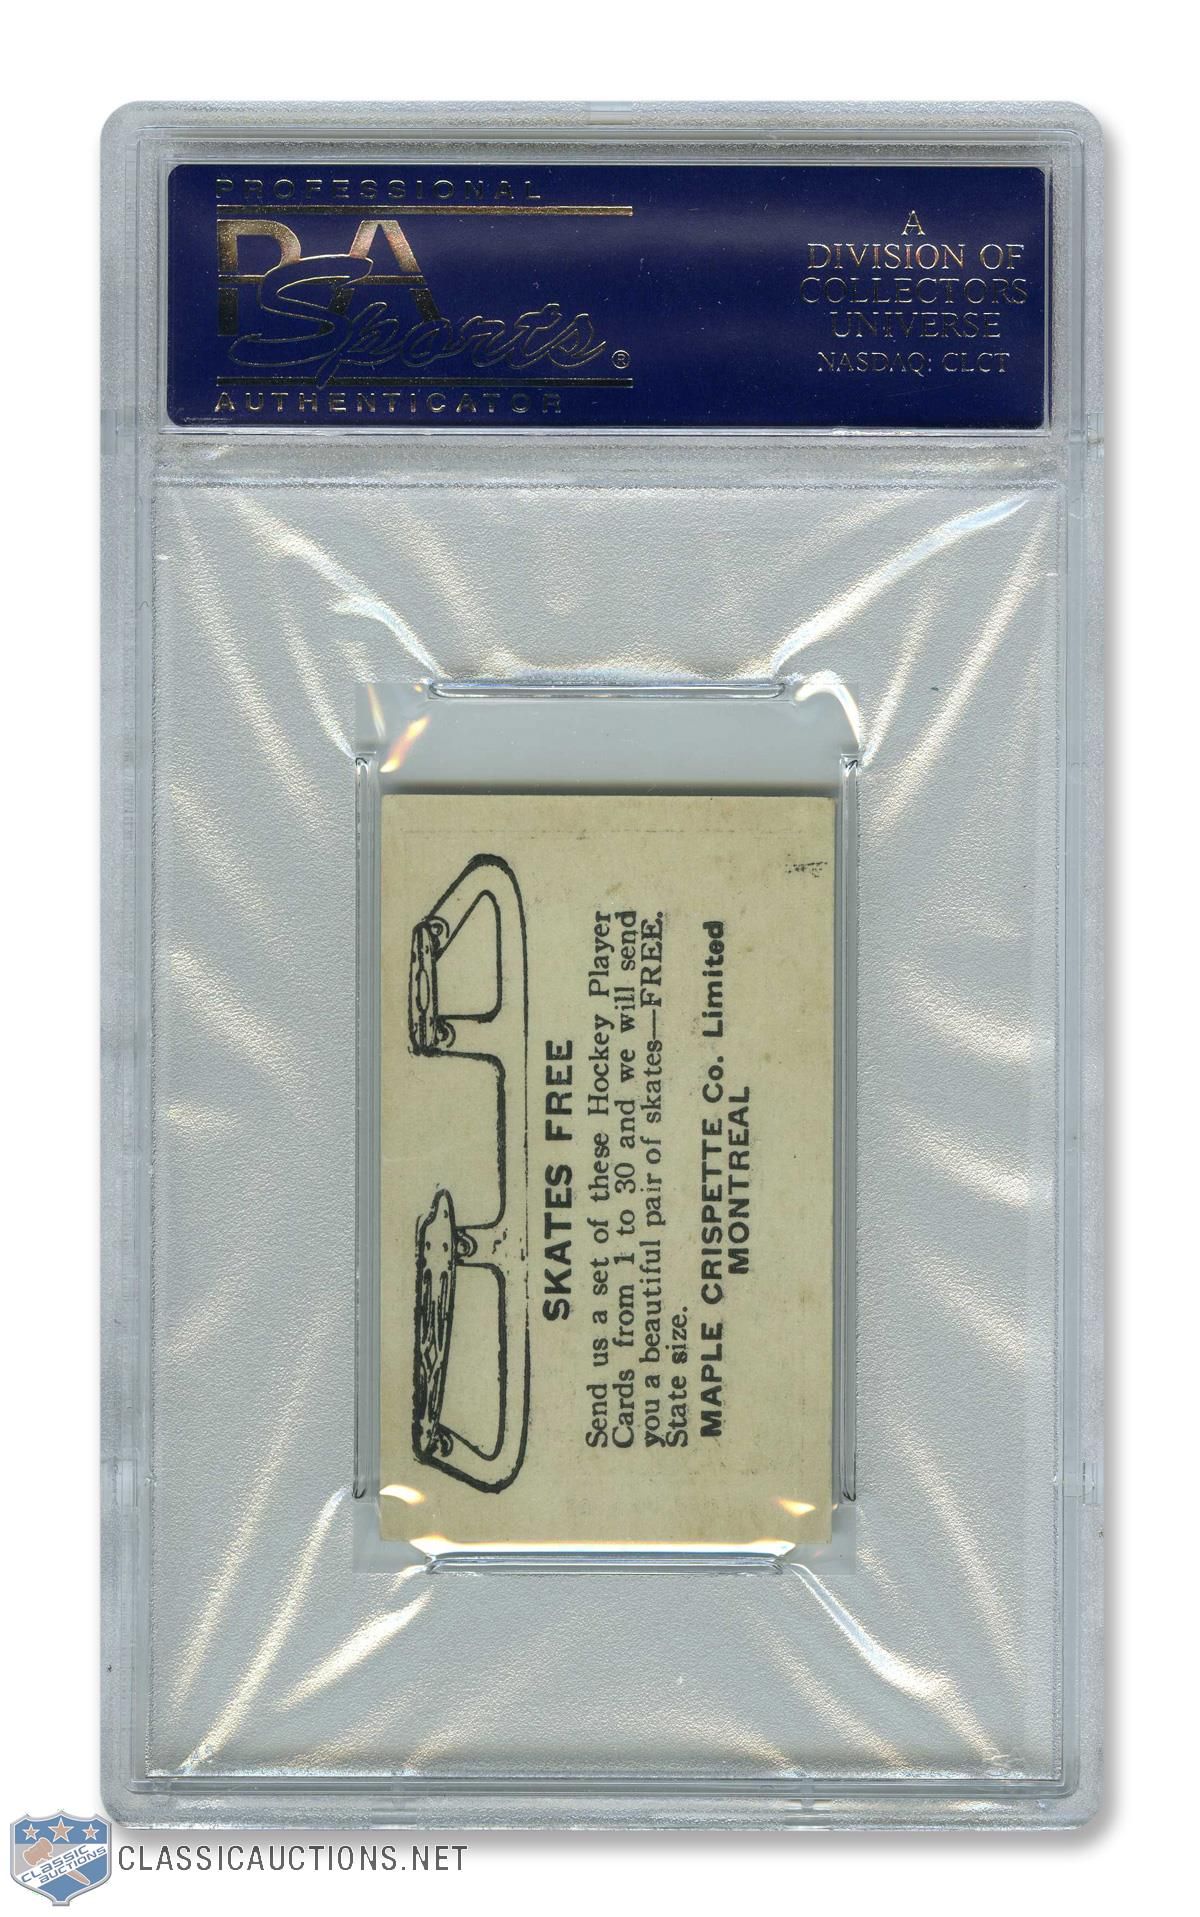 PROFESSIONAL
PSA
Sports®
AUTHENTICATOR
A
DIVISION OF
COLLECTORS
UNIVERSE
NASDAQ: CLCT
SKATES FREE
Send us a set of these Hockey Player
Cards from 1 to 30 and we will send
you a beautiful pair of skates—FREE.
State size.
MAPLE CRISPETTE Co. Limited
MONTREAL
CLASSIC
AUCTIONS
CLASSICAUCTIONS.NET